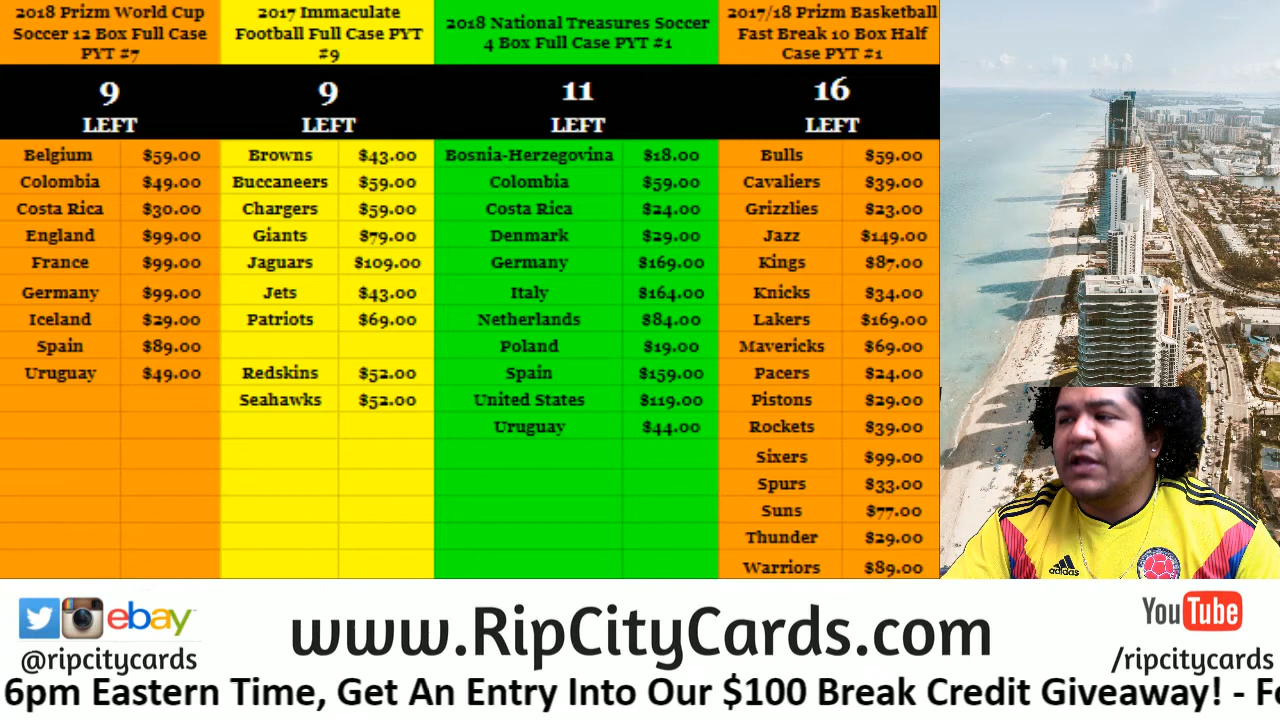 2018 Prizm World Cup
Soccer 12 Box Full Case
PYT #7
9
LEFT
Belgium $59.00
Colombia $49.00
Costa Rica $30.00
England $99.00
France $99.00
Germany $99.00
Iceland $29.00
Spain $89.00
Uruguay $49.00
2017 Immaculate
Football Full Case PYT
#9
9
LEFT
Browns $43.00
Buccaneers $59.00
Chargers $59.00
Giants $79.00
Jaguars $109.00
Jets $43.00
Patriots $69.00
Redskins $52.00
Seahawks $52.00
2018 National Treasures Soccer
4 Box Full Case PYT #1
11
LEFT
Bosnia-Herzegovina $18.00
Colombia $59.00
Costa Rica $24.00
Denmark $29.00
Germany $169.00
Italy $164.00
Netherlands $84.00
Poland $19.00
Spain $159.00
United States $119.00
Uruguay $44.00
2017/18 Prizm Basketball
Fast Break 10 Box Half
Case PYT #1
16
LEFT
Bulls $59.00
Cavaliers $39.00
Grizzlies $23.00
Jazz $149.00
Kings $87.00
Knicks $34.00
Lakers $169.00
Mavericks $69.00
Pacers $24.00
Pistons $29.00
Rockets $39.00
Sixers $99.00
Spurs $33.00
Suns $77.00
Thunder $29.00
Warriors $89.00
adidas
ebay
@ripcitycards
www.RipCityCards.com
YouTube
/ripcitycards
6pm Eastern Time, Get An Entry Into Our $100 Break Credit Giveaway! - Fo